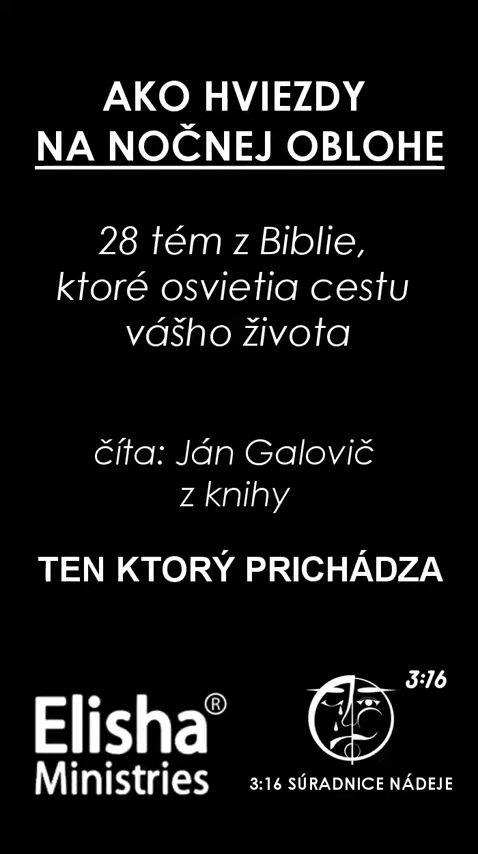 AKO HVIEZDY
NA NOČNEJ OBLOHE
28 tém z Biblie,
ktoré osvietia cestu
vášho života
číta: Ján Galovič
z knihy
TEN KTORÝ PRICHÁDZA
Elisha®
Ministries
3:16
3:16 SÚRADNICE NÁDEJE